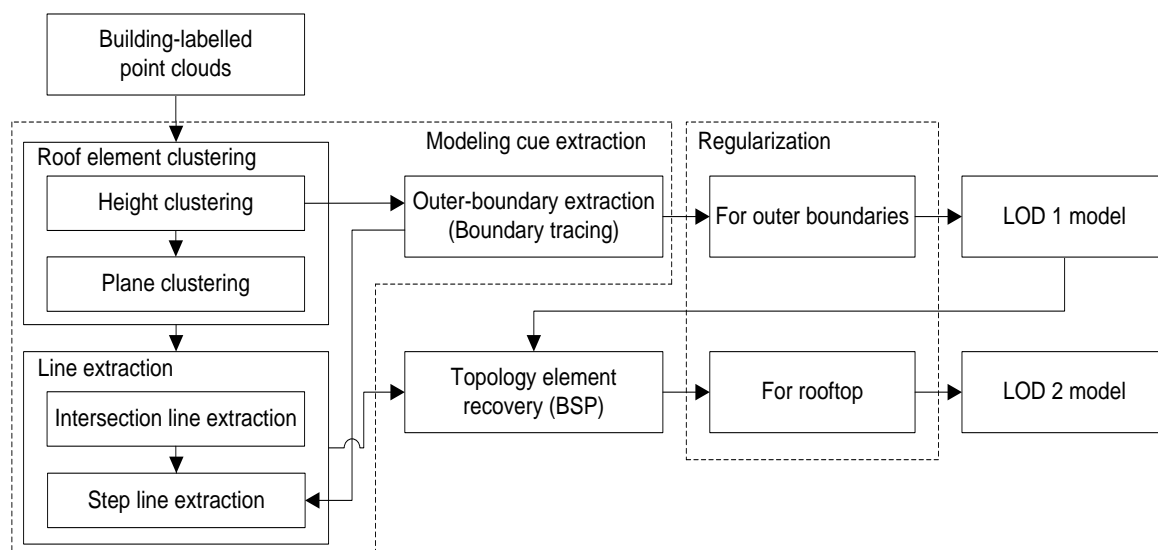 Building-labelled
point clouds
Modeling cue extraction
Regularization
Roof element clustering
Height clustering
Outer-boundary extraction
(Boundary tracing)
For outer boundaries
LOD 1 model
Plane clustering
Line extraction
Intersection line extraction
Step line extraction
Topology element
recovery (BSP)
For rooftop
LOD 2 model